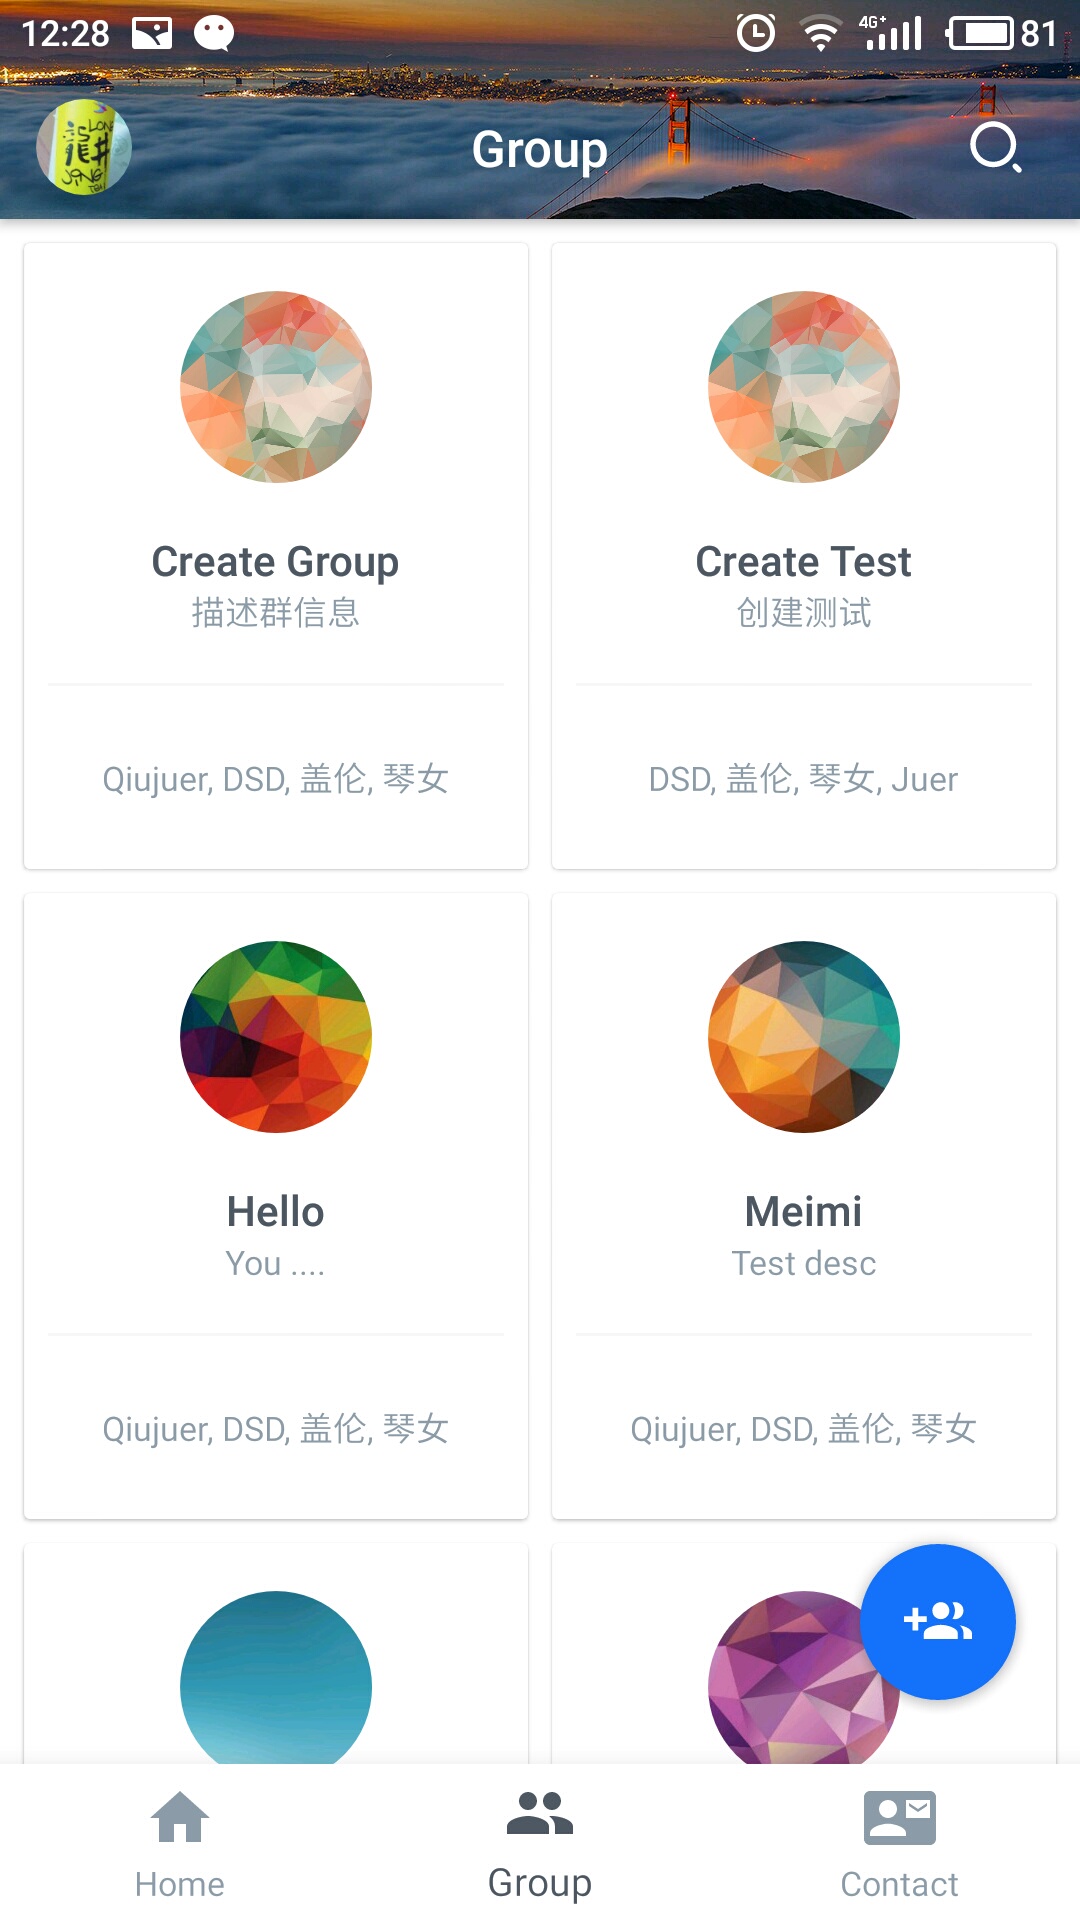 12:28 4G+ 81
Group
Create Group
描述群信息
Qiujuer, DSD, 盖伦, 琴女
Create Test
创建测试
DSD, 盖伦, 琴女, Juer
Hello
You ....
Qiujuer, DSD, 盖伦, 琴女
Meimi
Test desc
Qiujuer, DSD, 盖伦, 琴女
Home
Group
Contact